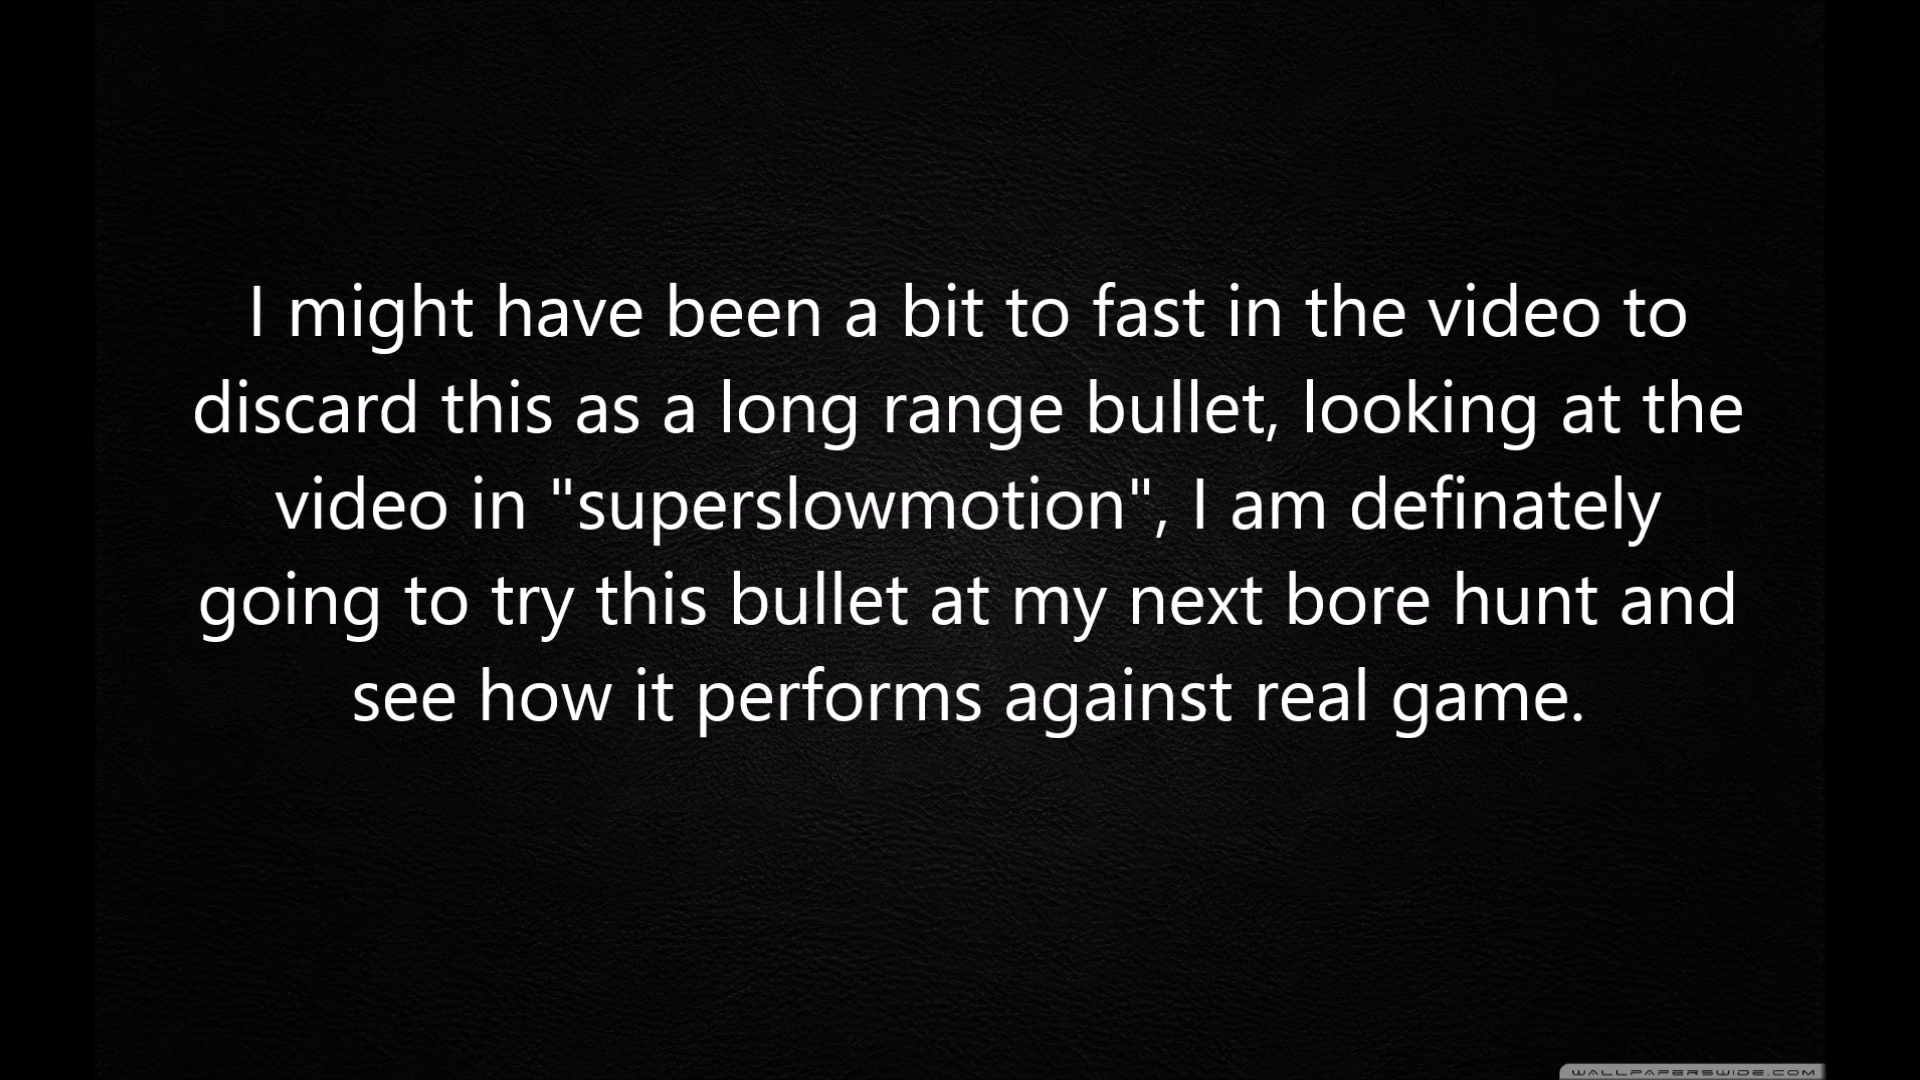 I might have been a bit to fast in the video to
discard this as a long range bullet, looking at the
video in "superslowmotion", I am definately
going to try this bullet at my next bore hunt and
see how it performs against real game.
WALLPAPERSWIDE.COM